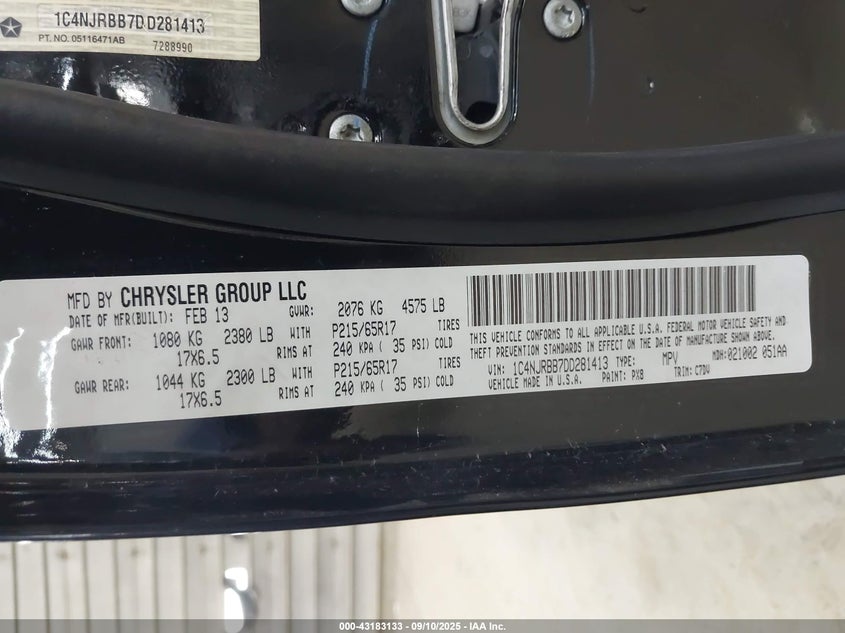 1C4NJRBB7DD281413
PT. NO. 05116471AB 7288990
MFD BY CHRYSLER GROUP LLC
DATE OF MFR(BUILT): FEB 13 GVWR: 2076 KG 4575 LB
GAWR FRONT: 1080 KG 2380 LB WITH P215/65R17 TIRES
17X6.5 RIMS AT 240 KPA ( 35 PSI) COLD
GAWR REAR: 1044 KG 2300 LB WITH P215/65R17 TIRES
17X6.5 RIMS AT 240 KPA ( 35 PSI) COLD
THIS VEHICLE CONFORMS TO ALL APPLICABLE U.S.A. FEDERAL MOTOR VEHICLE SAFETY AND
THEFT PREVENTION STANDARDS IN EFFECT ON THE DATE OF MANUFACTURE SHOWN ABOVE.
VIN: 1C4NJRBB7DD281413 TYPE: MPV MDH:021002 051AA
VEHICLE MADE IN U.S.A. PAINT: PX8 TRIM: C7DV
000-43183133 - 09/10/2025 - IAA Inc.